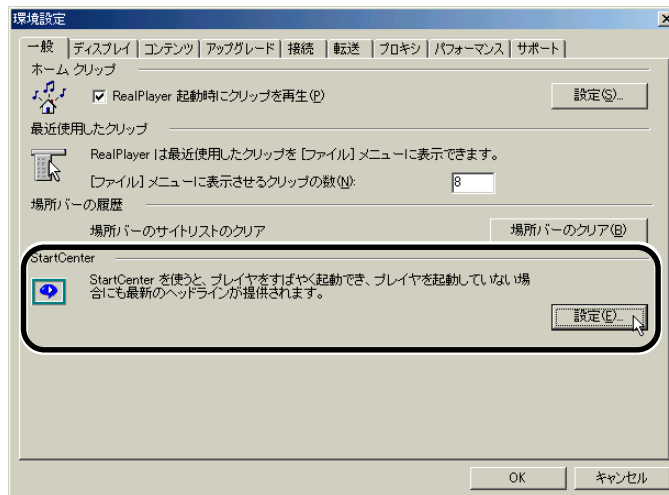 環境設定
一般 ディスプレイ コンテンツ アップグレード 接続 転送 プロキシ パフォーマンス サポート
ホーム クリップ
RealPlayer 起動時にクリップを再生(P)
設定(S)...
最近使用したクリップ
RealPlayer は最近使用したクリップを [ファイル] メニューに表示できます。
[ファイル] メニューに表示させるクリップの数(N):
8
場所バーの履歴
場所バーのサイトリストのクリア
場所バーのクリア(B)
StartCenter
StartCenter を使うと、プレイヤをすばやく起動でき、プレイヤを起動していない場
合にも最新のヘッドラインが提供されます。
設定(E)...
OK
キャンセル